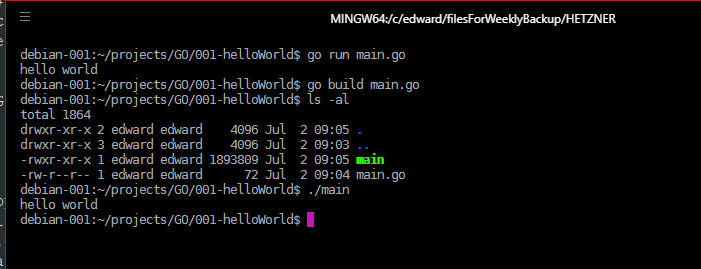 MINGW64:/c/edward/filesForWeeklyBackup/HETZNER
debian-001:~/projects/GO/001-helloWorld$ go run main.go
hello world
debian-001:~/projects/GO/001-helloWorld$ go build main.go
debian-001:~/projects/GO/001-helloWorld$ ls -al
total 1864
drwxr-xr-x 2 edward edward    4096 Jul  2 09:05 .
drwxr-xr-x 3 edward edward    4096 Jul  2 09:03 ..
-rwxr-xr-x 1 edward edward 1893809 Jul  2 09:05 main
-rw-r--r-- 1 edward edward      72 Jul  2 09:04 main.go
debian-001:~/projects/GO/001-helloWorld$ ./main
hello world
debian-001:~/projects/GO/001-helloWorld$